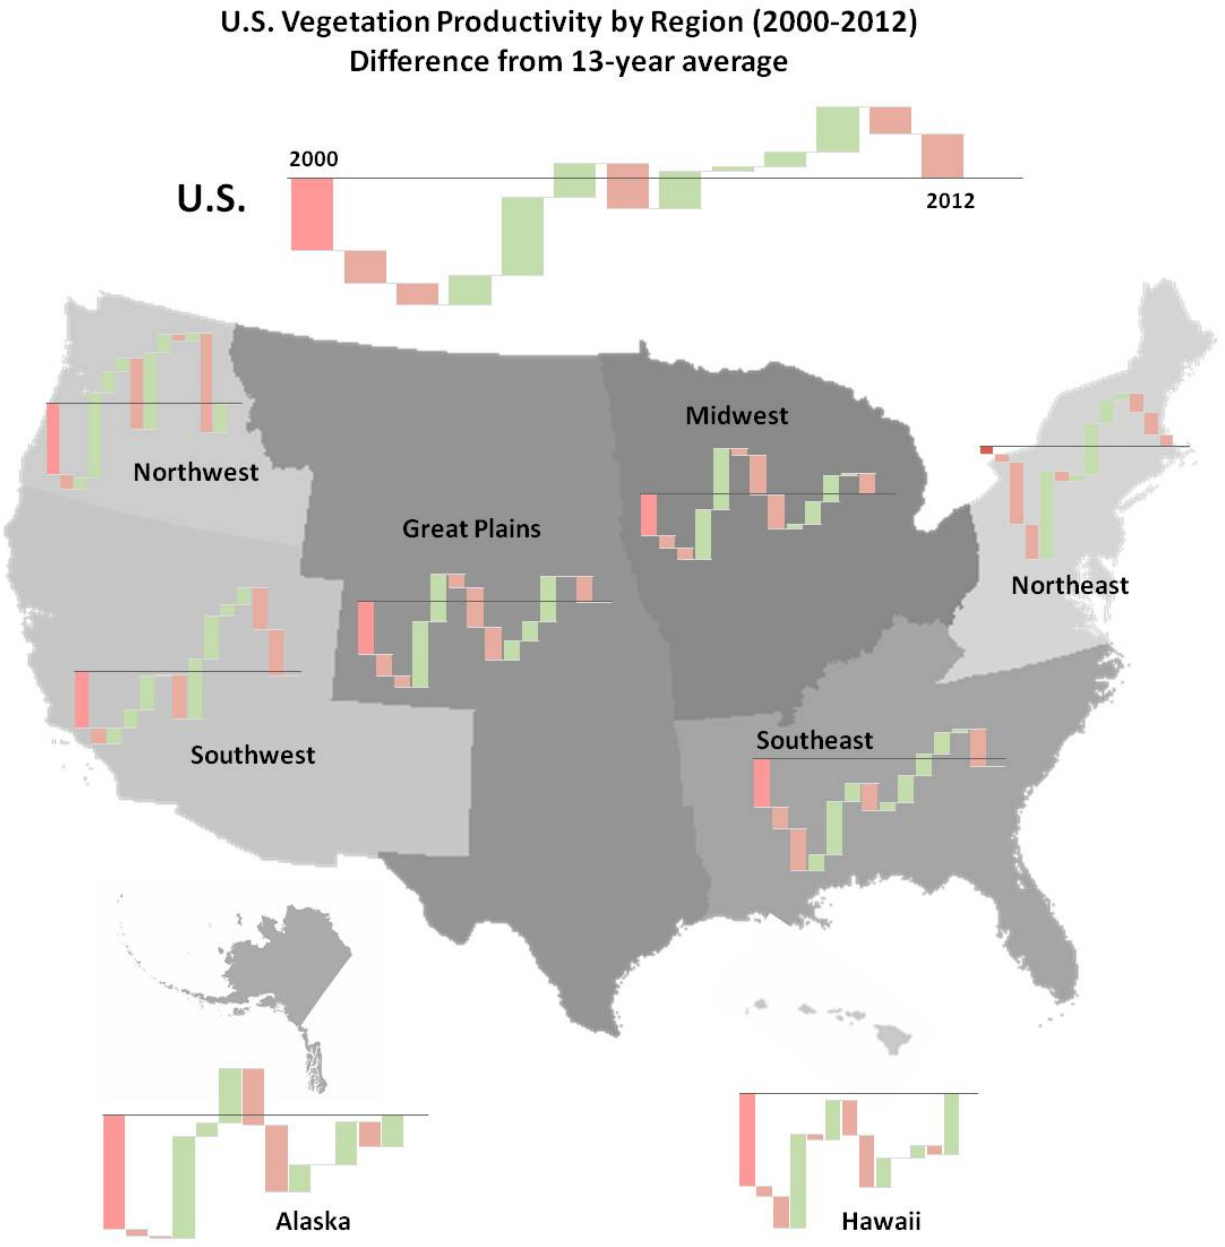 U.S. Vegetation Productivity by Region (2000-2012)
Difference from 13-year average
2000
U.S.
2012
Midwest
Northwest
Great Plains
Northeast
Southeast
Southwest
Alaska
Hawaii